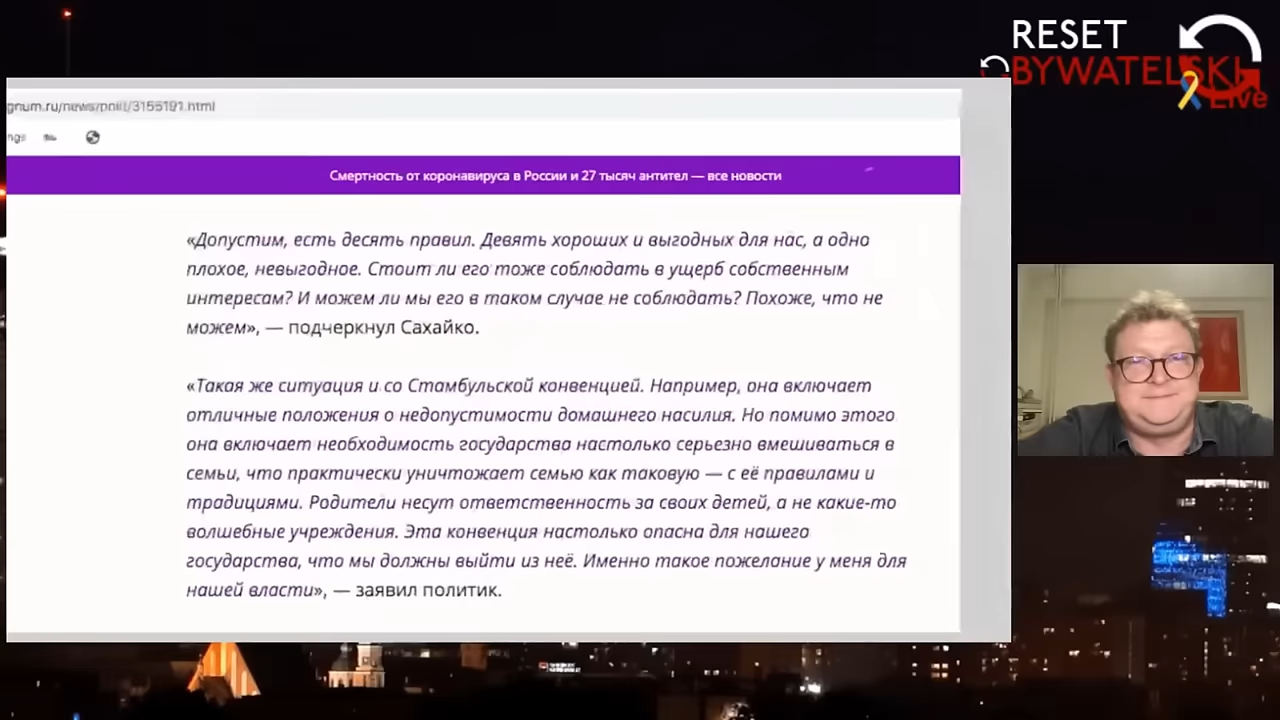 RESET
OBYWATELSKI
Live
gnum.ru/news/polit/3155191.html
ngs
Смертность от коронавируса в России и 27 тысяч антител — все новости
«Допустим, есть десять правил. Девять хороших и выгодных для нас, а одно
плохое, невыгодное. Стоит ли его тоже соблюдать в ущерб собственным
интересам? И можем ли мы его в таком случае не соблюдать? Похоже, что не
можем», — подчеркнул Сахайко.
«Такая же ситуация и со Стамбульской конвенцией. Например, она включает
отличные положения о недопустимости домашнего насилия. Но помимо этого
она включает необходимость государства настолько серьезно вмешиваться в
семьи, что практически уничтожает семью как таковую — с её правилами и
традициями. Родители несут ответственность за своих детей, а не какие-то
волшебные учреждения. Эта конвенция настолько опасна для нашего
государства, что мы должны выйти из неё. Именно такое пожелание у меня для
нашей власти», — заявил политик.